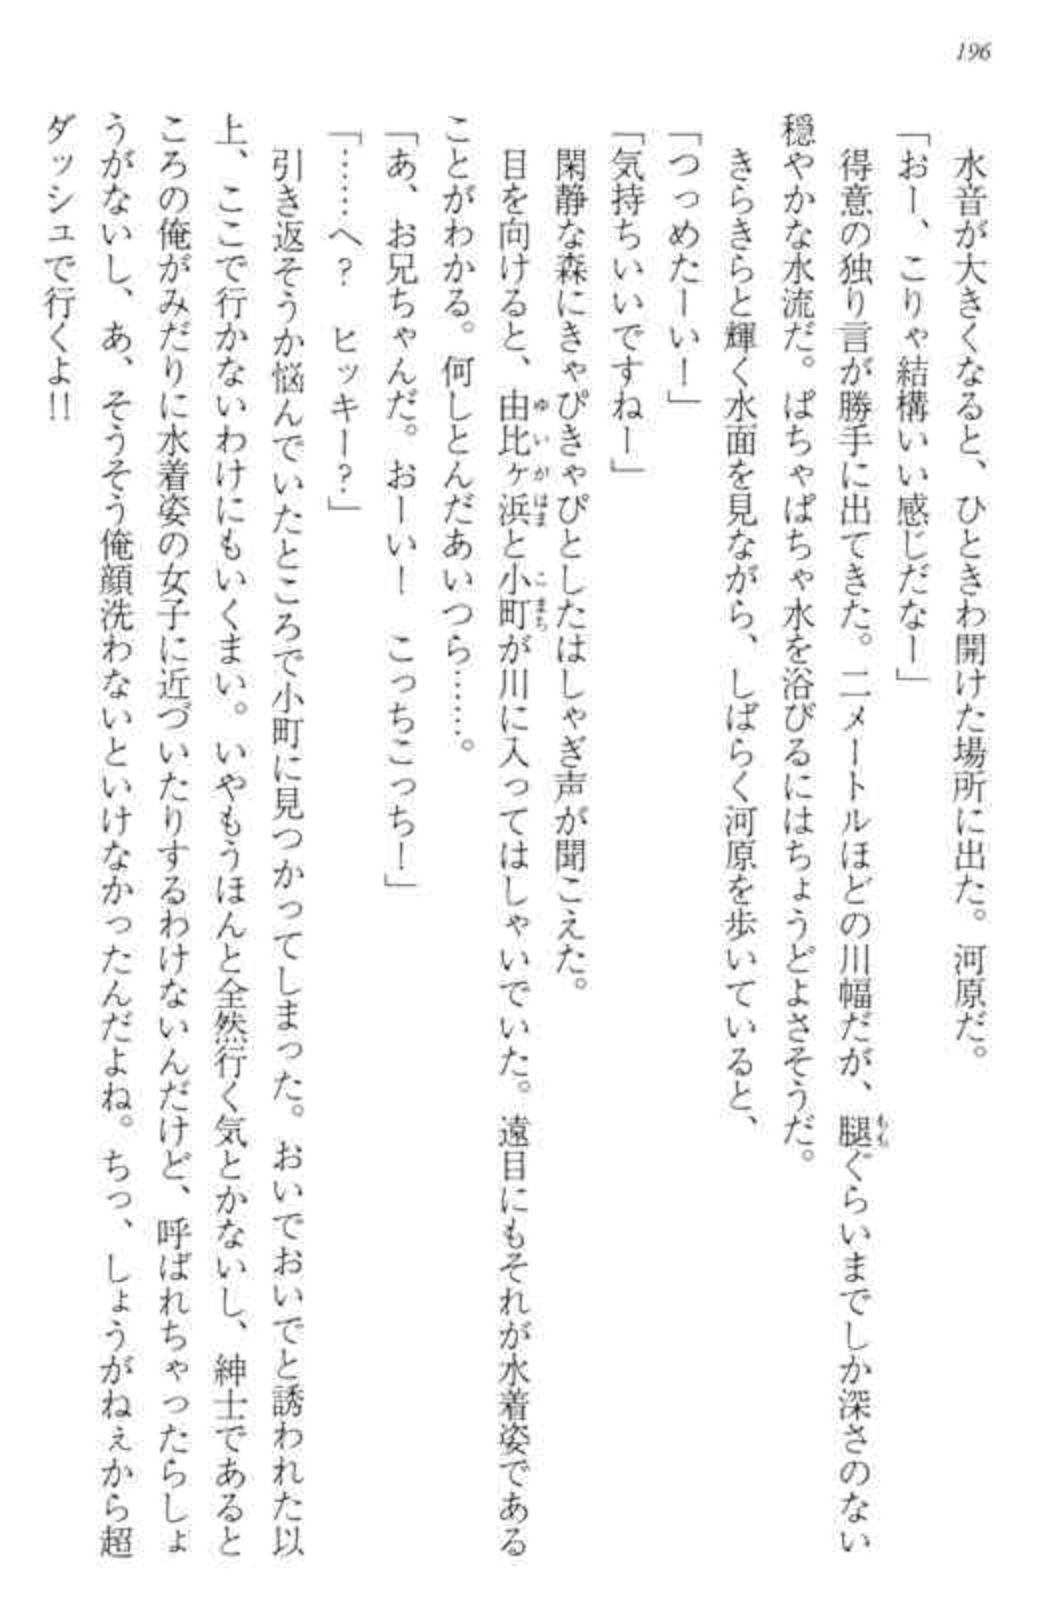 196
水音が大きくなると、ひときわ開けた場所に出た。河原だ。
「おー、こりゃ結構いい感じだなー」
得意の独り言が勝手に出てきた。二メートルほどの川幅だが、腿ぐらいまでしか深さのない
穏やかな水流だ。ぱちゃぱちゃ水を浴びるにはちょうどよさそうだ。
きらきらと輝く水面を見ながら、しばらく河原を歩いていると、
「つっめたーい！」
「気持ちいいですねー」
閑静な森にきゃぴきゃぴとしたはしゃぎ声が聞こえた。
目を向けると、由比ヶ浜と小町が川に入ってはしゃいでいた。遠目にもそれが水着姿である
ことがわかる。何しとんだあいつら……。
「あ、お兄ちゃんだ。おーい！　こっちこっち！」
「……へ？　ヒッキー？」
引き返そうか悩んでいたところで小町に見つかってしまった。おいでおいでと誘われた以
上、ここで行かないわけにもいくまい。いやもうほんと全然行く気とかないし、紳士であると
ころの俺がみだりに水着姿の女子に近づいたりするわけないんだけど、呼ばれちゃったらしょ
うがないし、あ、そうそう俺顔洗わないといけなかったんだよね。ちっ、しょうがねぇから超
ダッシュで行くよ!!